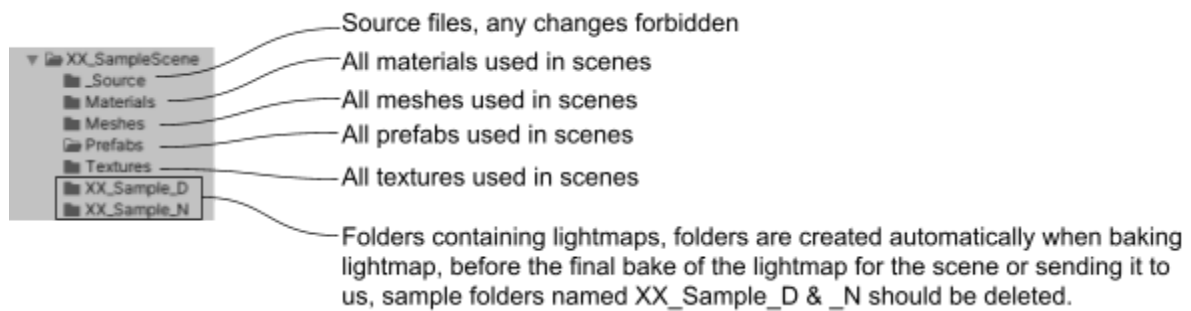 Source files, any changes forbidden
XX_SampleScene
All materials used in scenes
_Source
Materials
All meshes used in scenes
Meshes
All prefabs used in scenes
Prefabs
Textures
All textures used in scenes
XX_Sample_D
XX_Sample_N
Folders containing lightmaps, folders are created automatically when baking
lightmap, before the final bake of the lightmap for the scene or sending it to
us, sample folders named XX_Sample_D & _N should be deleted.